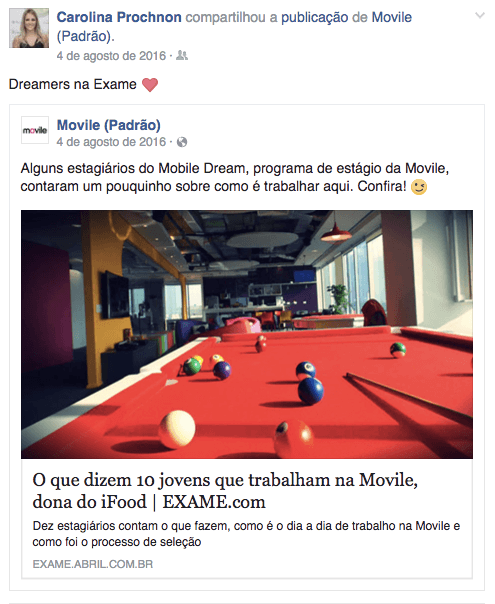 Carolina Prochnon compartilhou a publicação de Movile
(Padrão).
4 de agosto de 2016 ·
Dreamers na Exame ❤️
movile
Movile (Padrão)
4 de agosto de 2016 ·
Alguns estagiários do Mobile Dream, programa de estágio da Movile,
contaram um pouquinho sobre como é trabalhar aqui. Confira! 😉
O que dizem 10 jovens que trabalham na Movile,
dona do iFood | EXAME.com
Dez estagiários contam o que fazem, como é o dia a dia de trabalho na Movile e
como foi o processo de seleção
EXAME.ABRIL.COM.BR